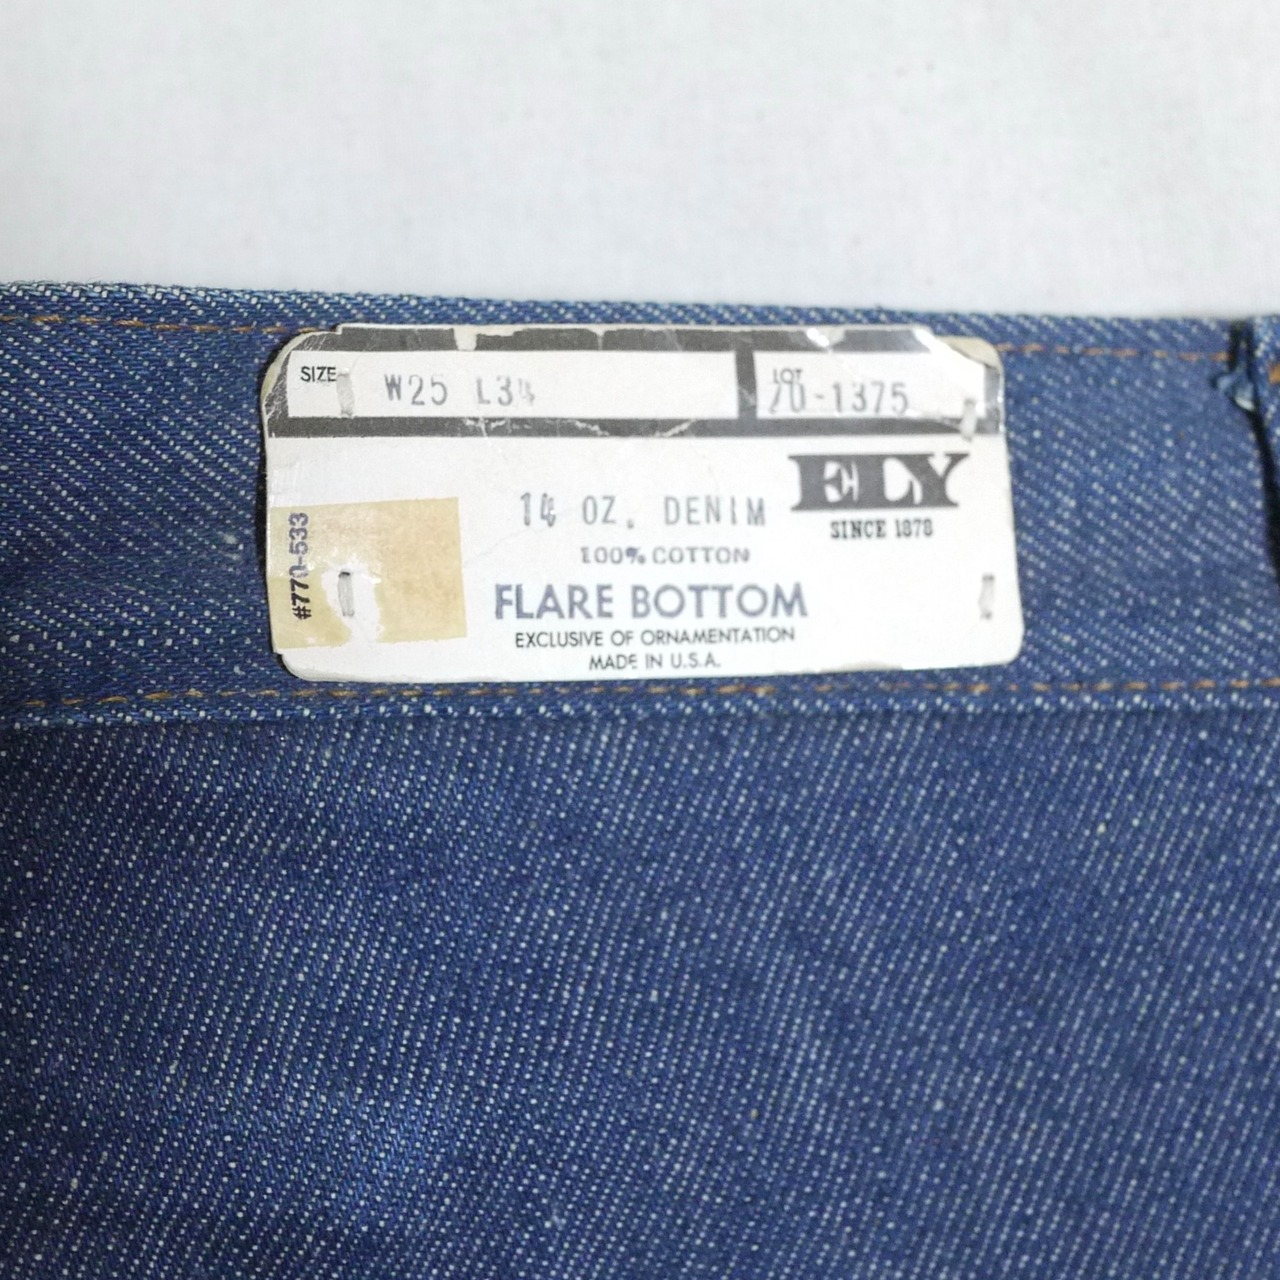 SIZE W25 L34
LOT 70-1375
ELY
SINCE 1878
14 OZ. DENIM
100% COTTON
FLARE BOTTOM
EXCLUSIVE OF ORNAMENTATION
MADE IN U.S.A.
#770-533